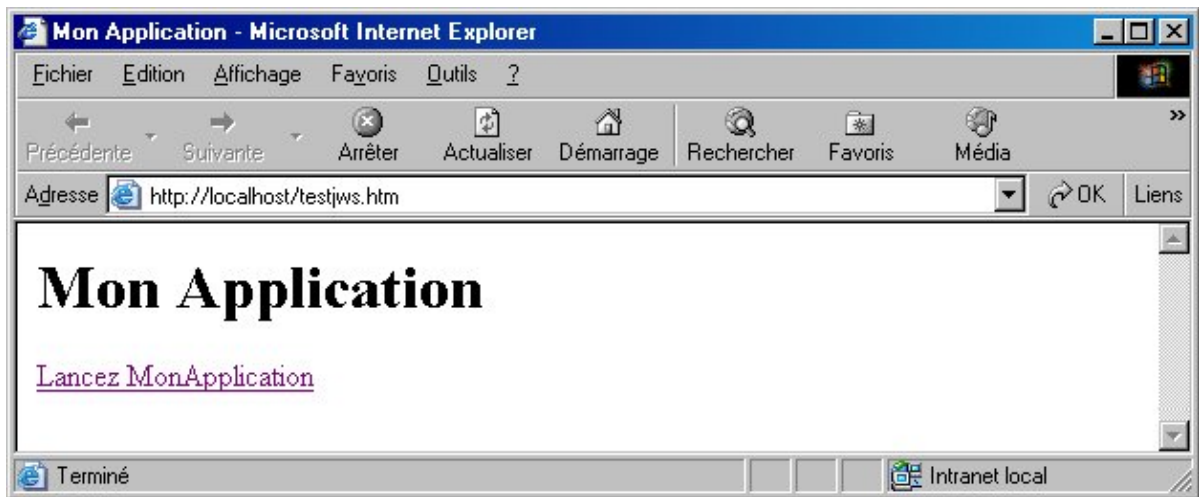 Mon Application - Microsoft Internet Explorer
Fichier Edition Affichage Favoris Outils ?
Précédente Suivante Arrêter Actualiser Démarrage Rechercher Favoris Média »
Adresse http://localhost/testjws.htm OK Liens
Mon Application
Lancez MonApplication
Terminé Intranet local